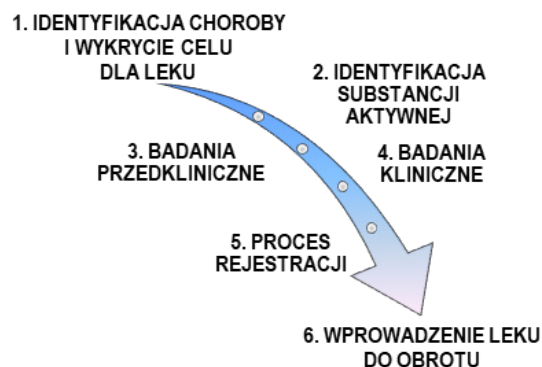 1. IDENTYFIKACJA CHOROBY
I WYKRYCIE CELU
DLA LEKU
2. IDENTYFIKACJA
SUBSTANCJI
AKTYWNEJ
3. BADANIA
PRZEDKLINICZNE
4. BADANIA
KLINICZNE
5. PROCES
REJESTRACJI
6. WPROWADZENIE LEKU
DO OBROTU